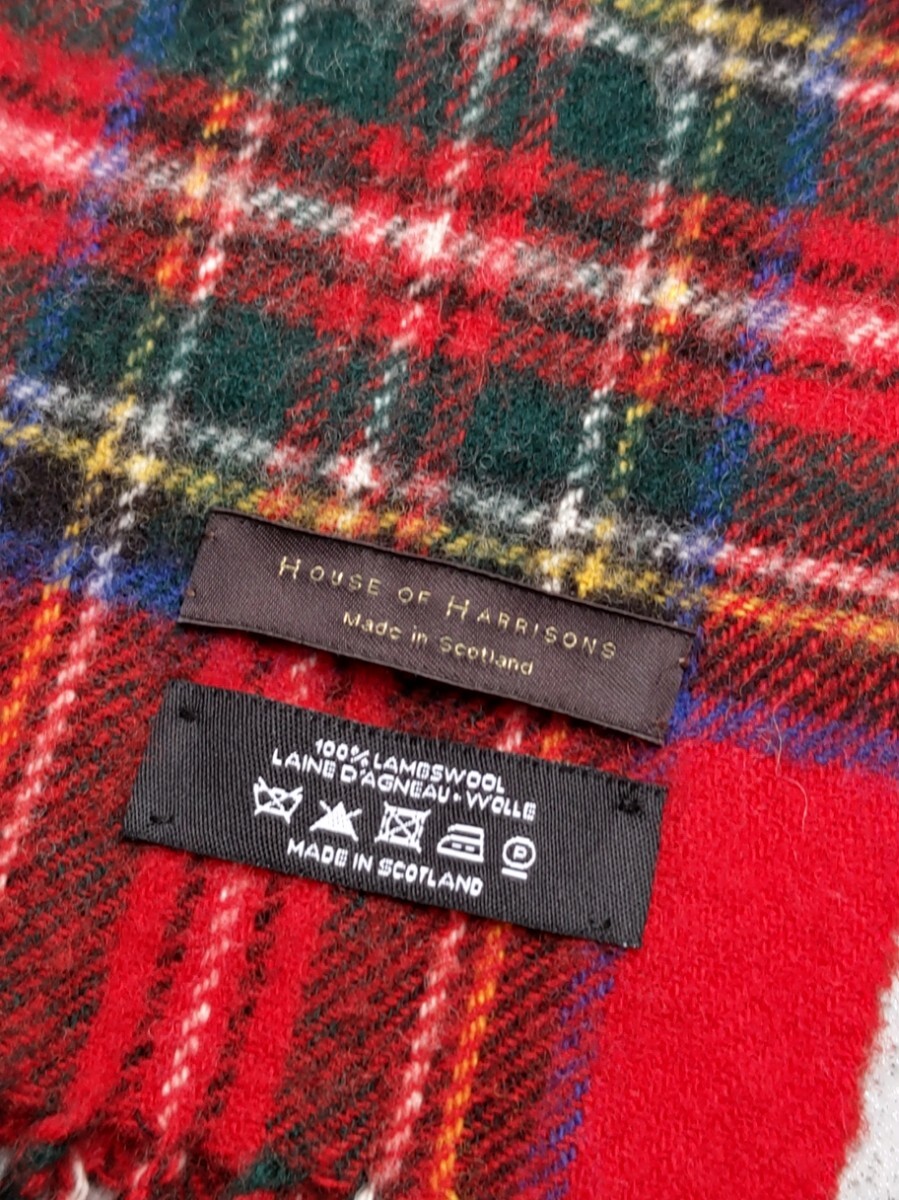 HOUSE OF HARRISONS
Made in Scotland
100% LAMBSWOOL
LAINE D'AGNEAU · WOLLE
P
MADE IN SCOTLAND